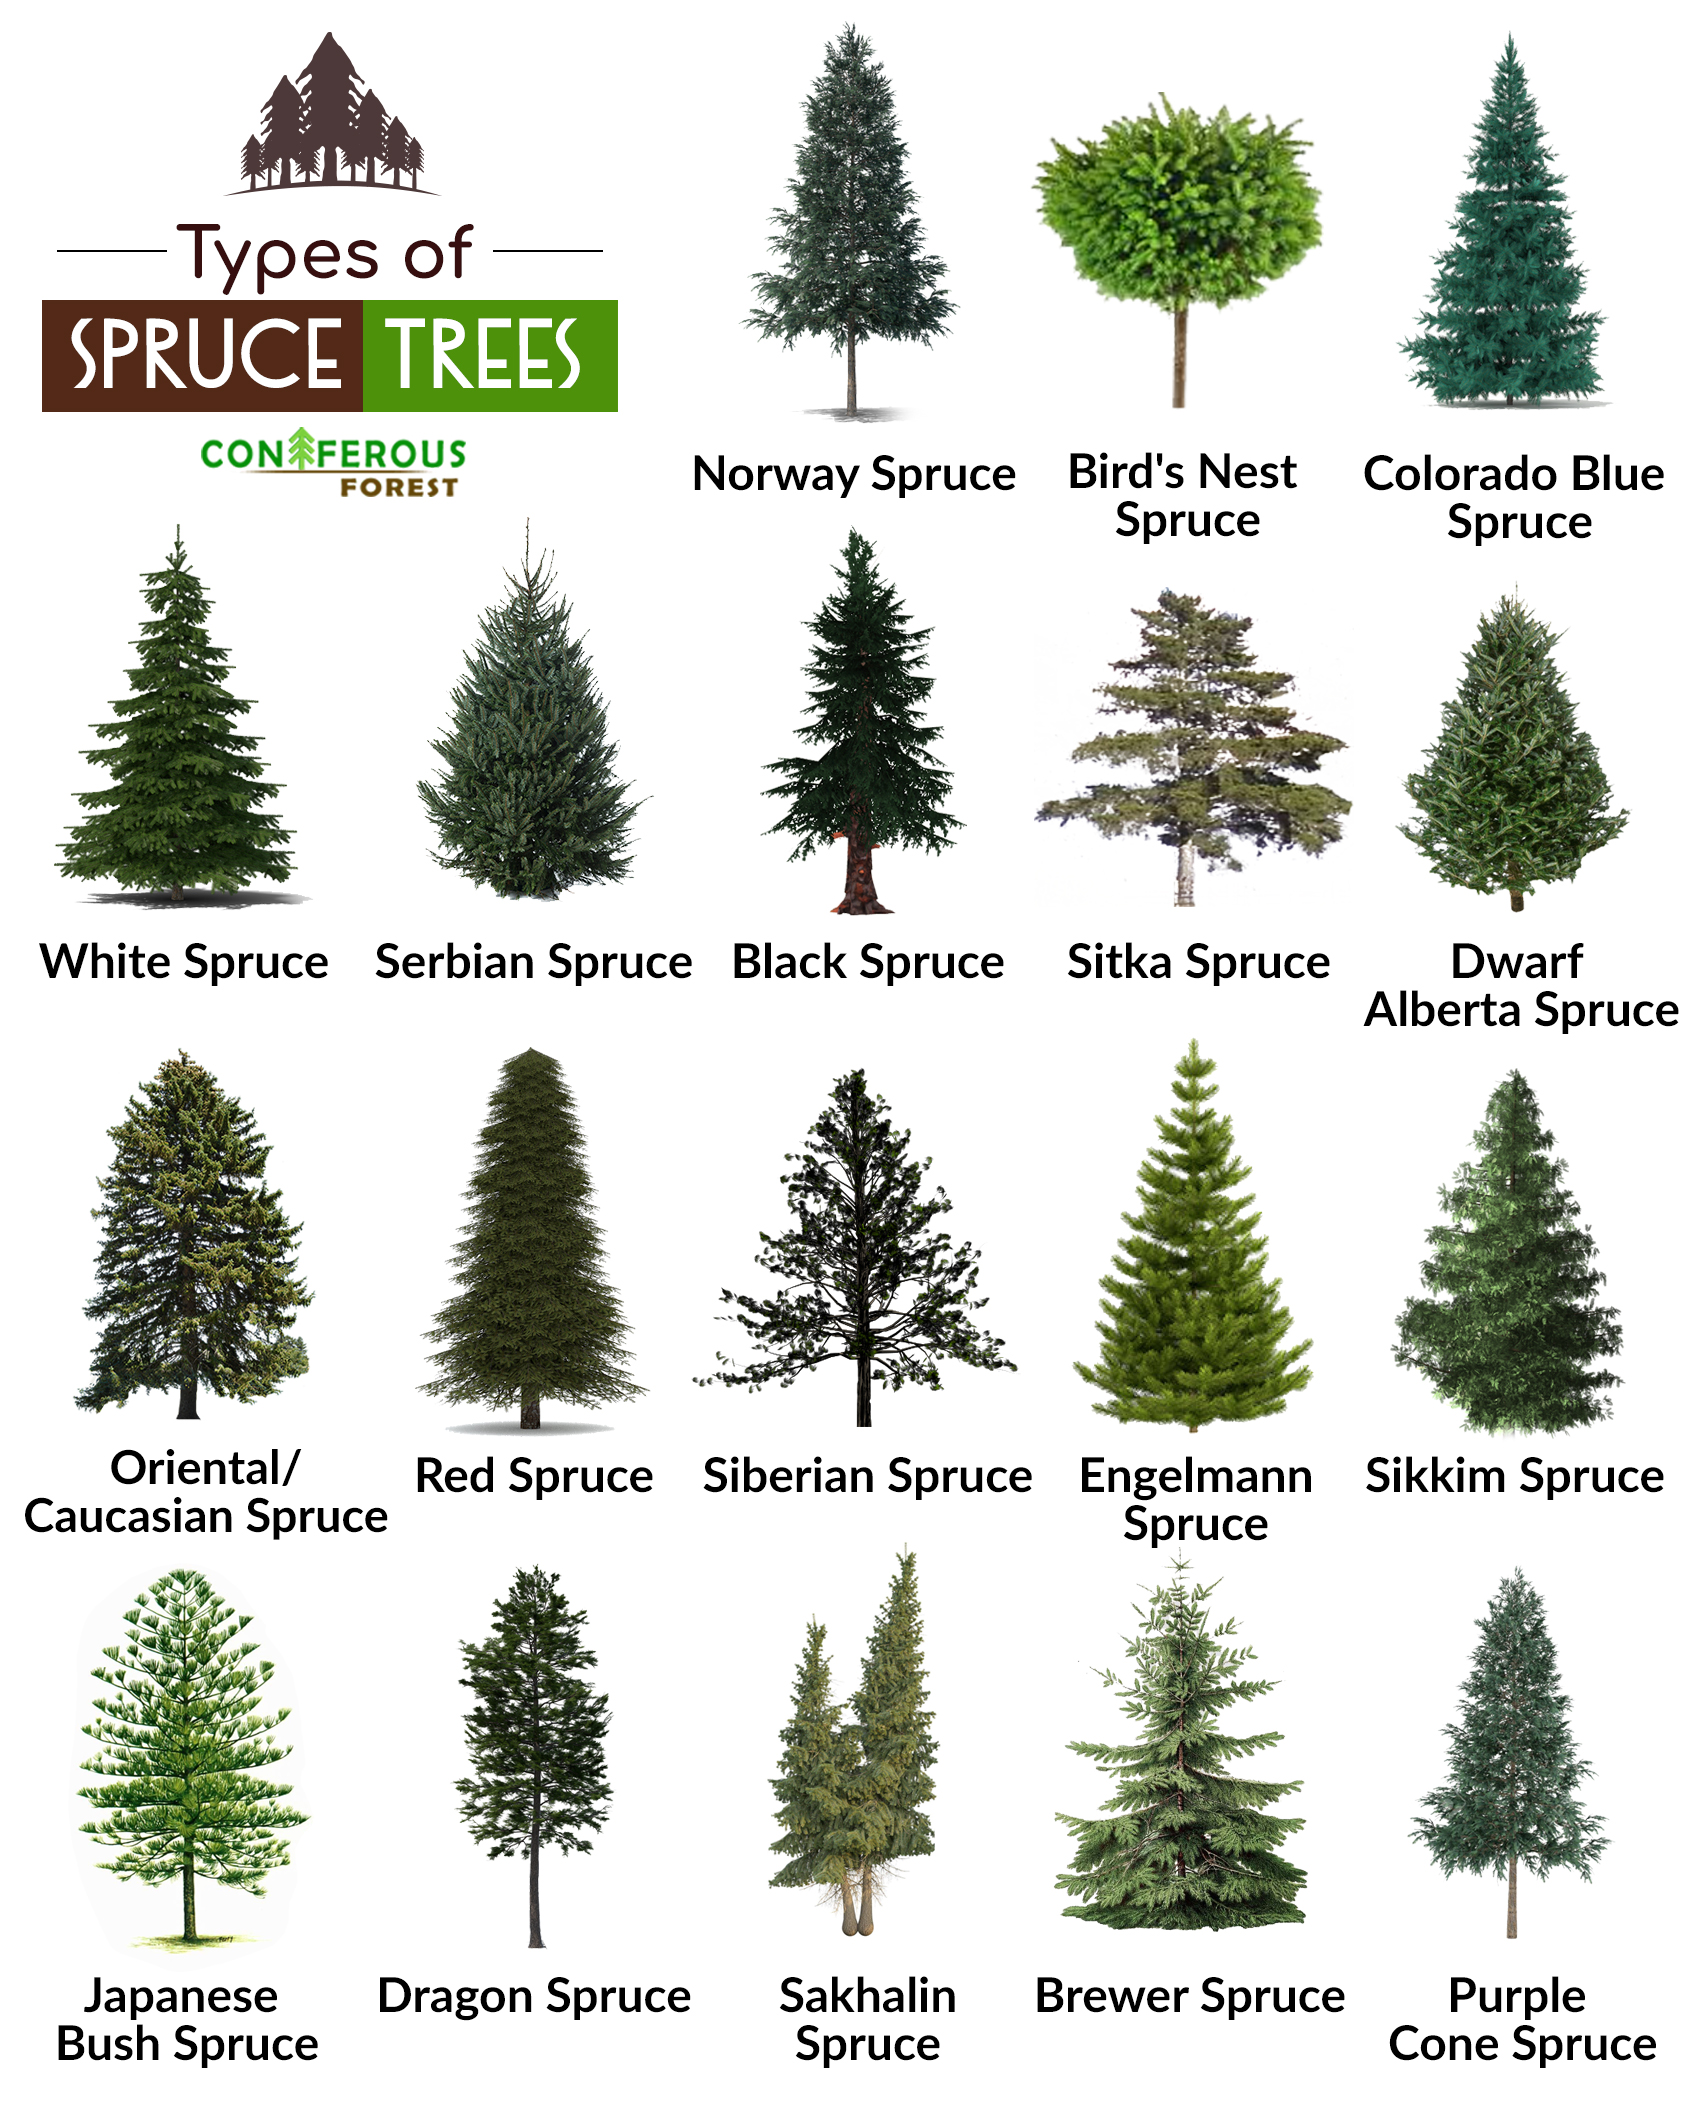 Types of
SPRUCE TREES
CONIFEROUS
FOREST
Norway Spruce
Bird's Nest
Spruce
Colorado Blue
Spruce
White Spruce
Serbian Spruce
Black Spruce
Sitka Spruce
Dwarf
Alberta Spruce
Oriental/
Caucasian Spruce
Red Spruce
Siberian Spruce
Engelmann
Spruce
Sikkim Spruce
Japanese
Bush Spruce
Dragon Spruce
Sakhalin
Spruce
Brewer Spruce
Purple
Cone Spruce